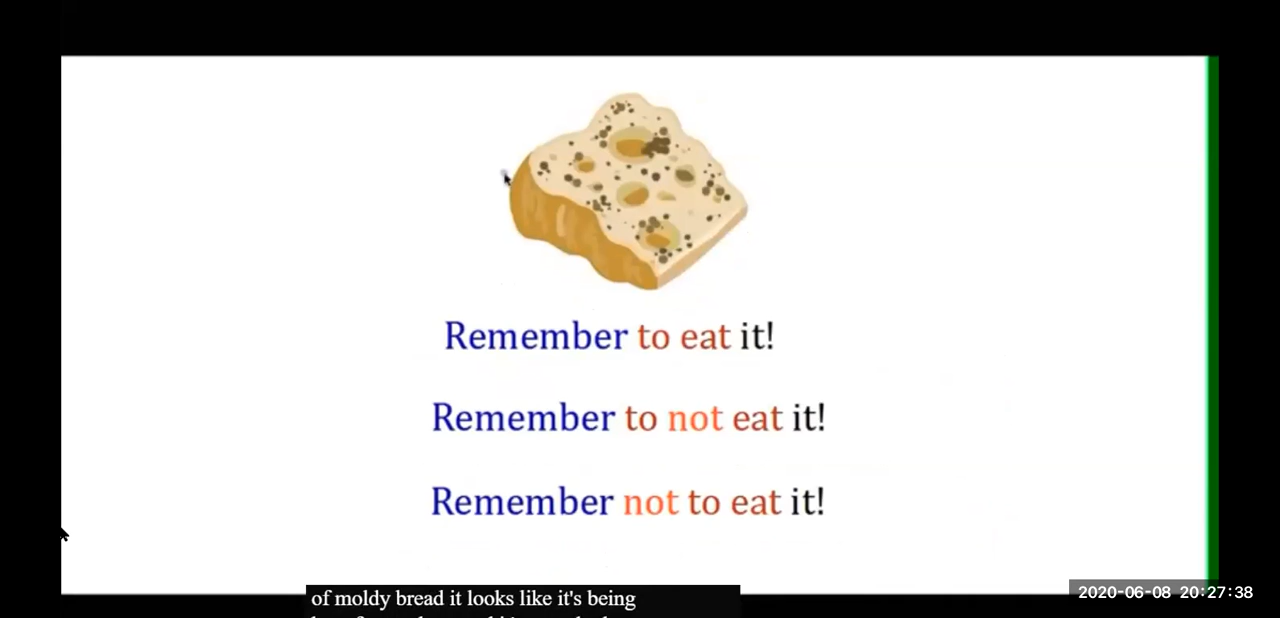 Remember to eat it!
Remember to not eat it!
Remember not to eat it!
of moldy bread it looks like it's being
2020-06-08 20:27:38